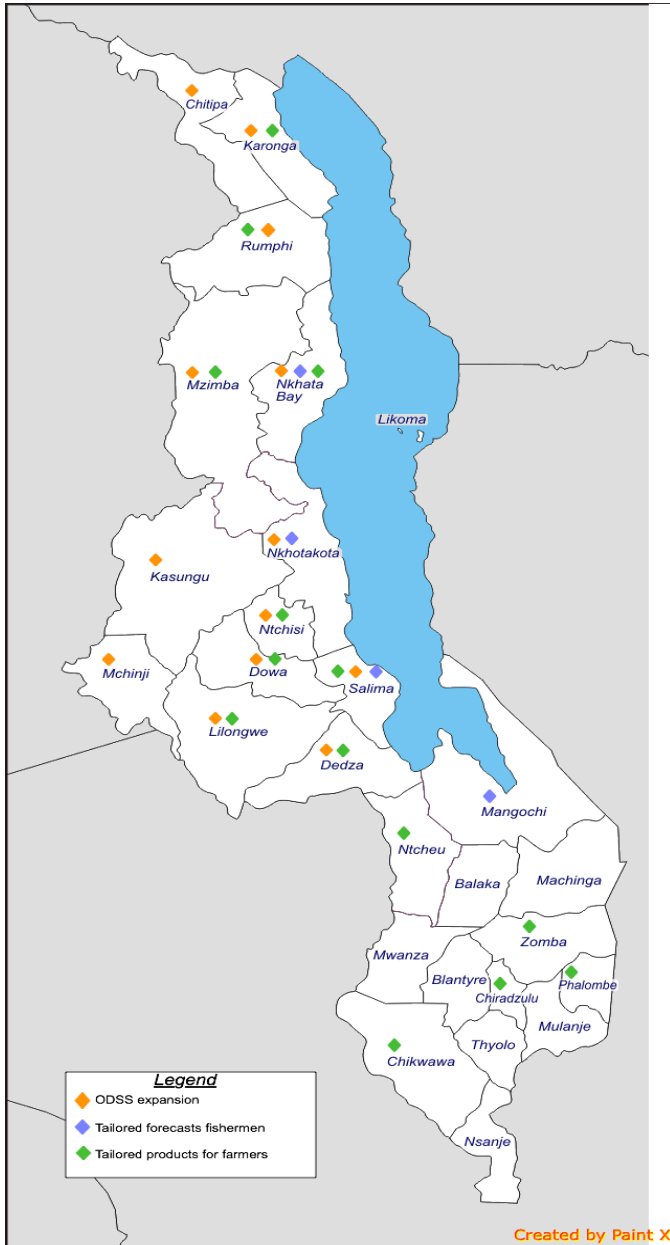 Chitipa
Karonga
Rumphi
Mzimba
Nkhata
Bay
Likoma
Nkhotakota
Kasungu
Ntchisi
Mchinji
Dowa
Salima
Lilongwe
Dedza
Mangochi
Ntcheu
Balaka
Machinga
Zomba
Mwanza
Blantyre
Phalombe
Chiradzulu
Mulanje
Thyolo
Chikwawa
Nsanje
Legend
ODSS expansion
Tailored forecasts fishermen
Tailored products for farmers
Created by Paint X